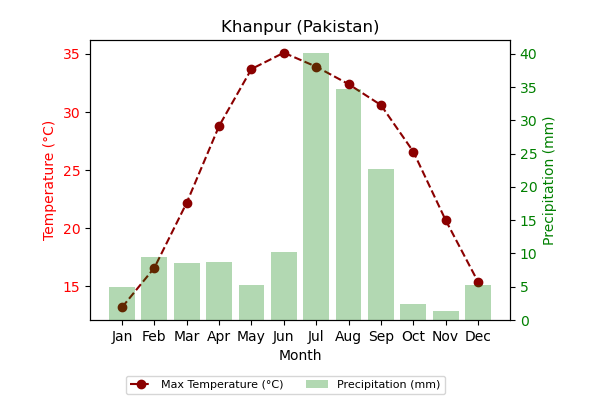 Khanpur (Pakistan)
Temperature (°C)
35
30
25
20
15
Precipitation (mm)
40
35
30
25
20
15
10
5
0
Jan Feb Mar Apr May Jun Jul Aug Sep Oct Nov Dec
Month
Max Temperature (°C) Precipitation (mm)